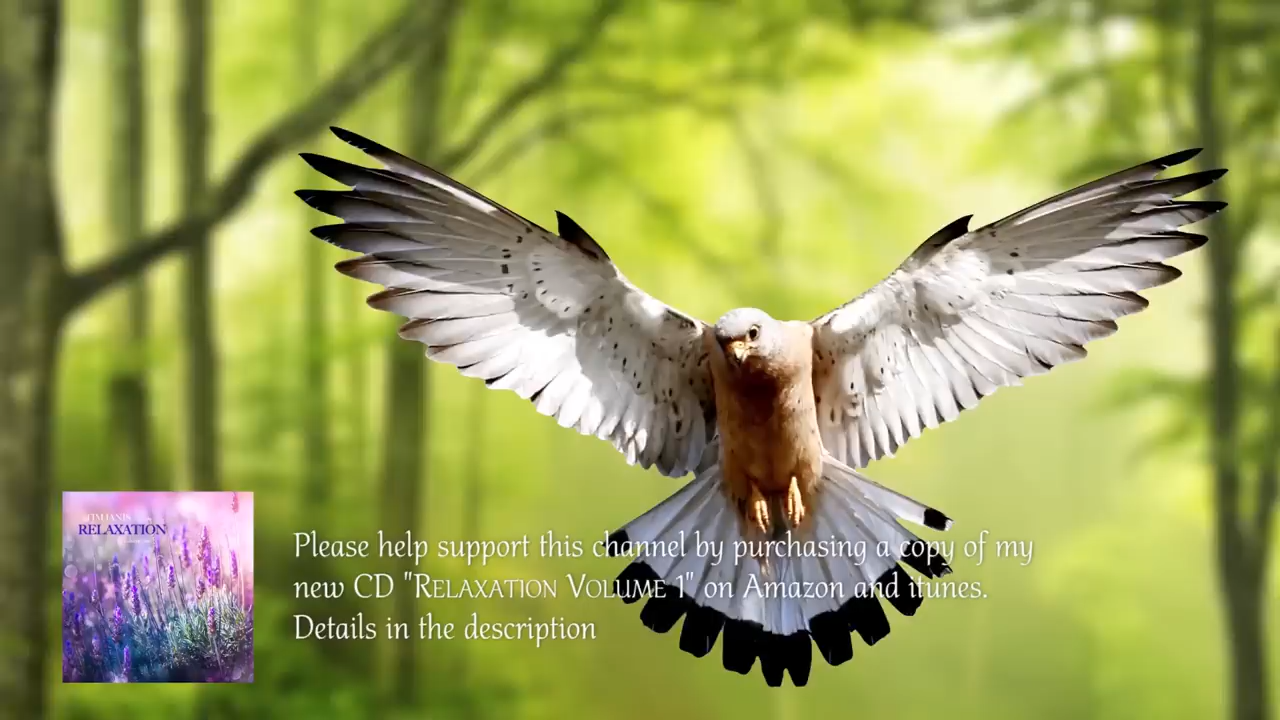 TIM JANIS
RELAXATION
Please help support this channel by purchasing a copy of my
new CD "RELAXATION VOLUME 1" on Amazon and itunes.
Details in the description